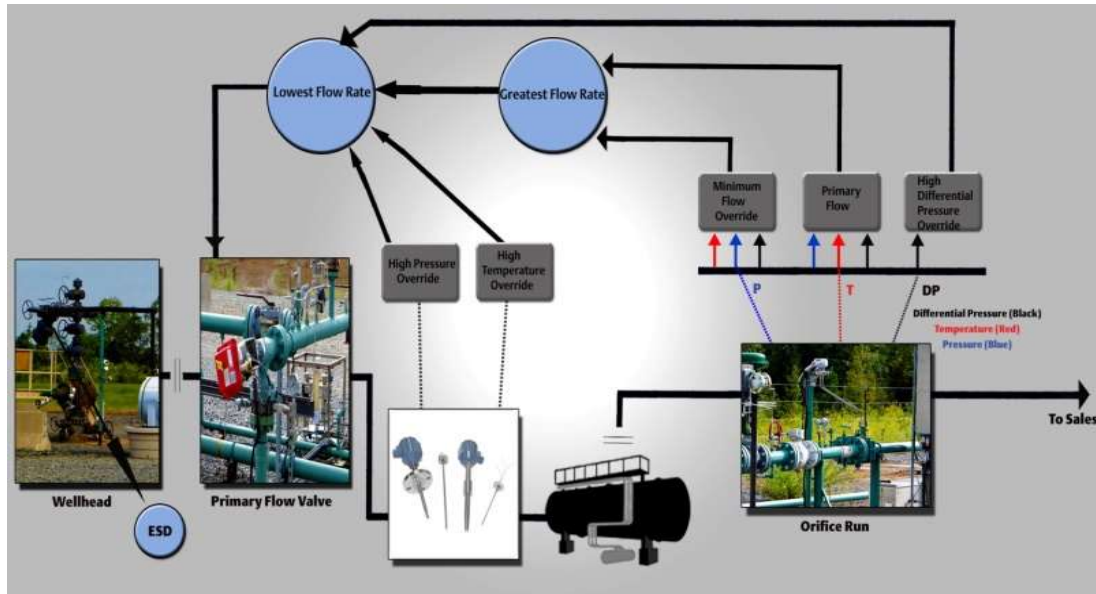 Lowest Flow Rate
Greatest Flow Rate
Minimum
Flow
Override
Primary
Flow
High
Differential
Pressure
Override
High Pressure
Override
High
Temperature
Override
P
T
DP
Differential Pressure (Black)
Temperature (Red)
Pressure (Blue)
To Sales
Wellhead
Primary Flow Valve
Orifice Run
ESD